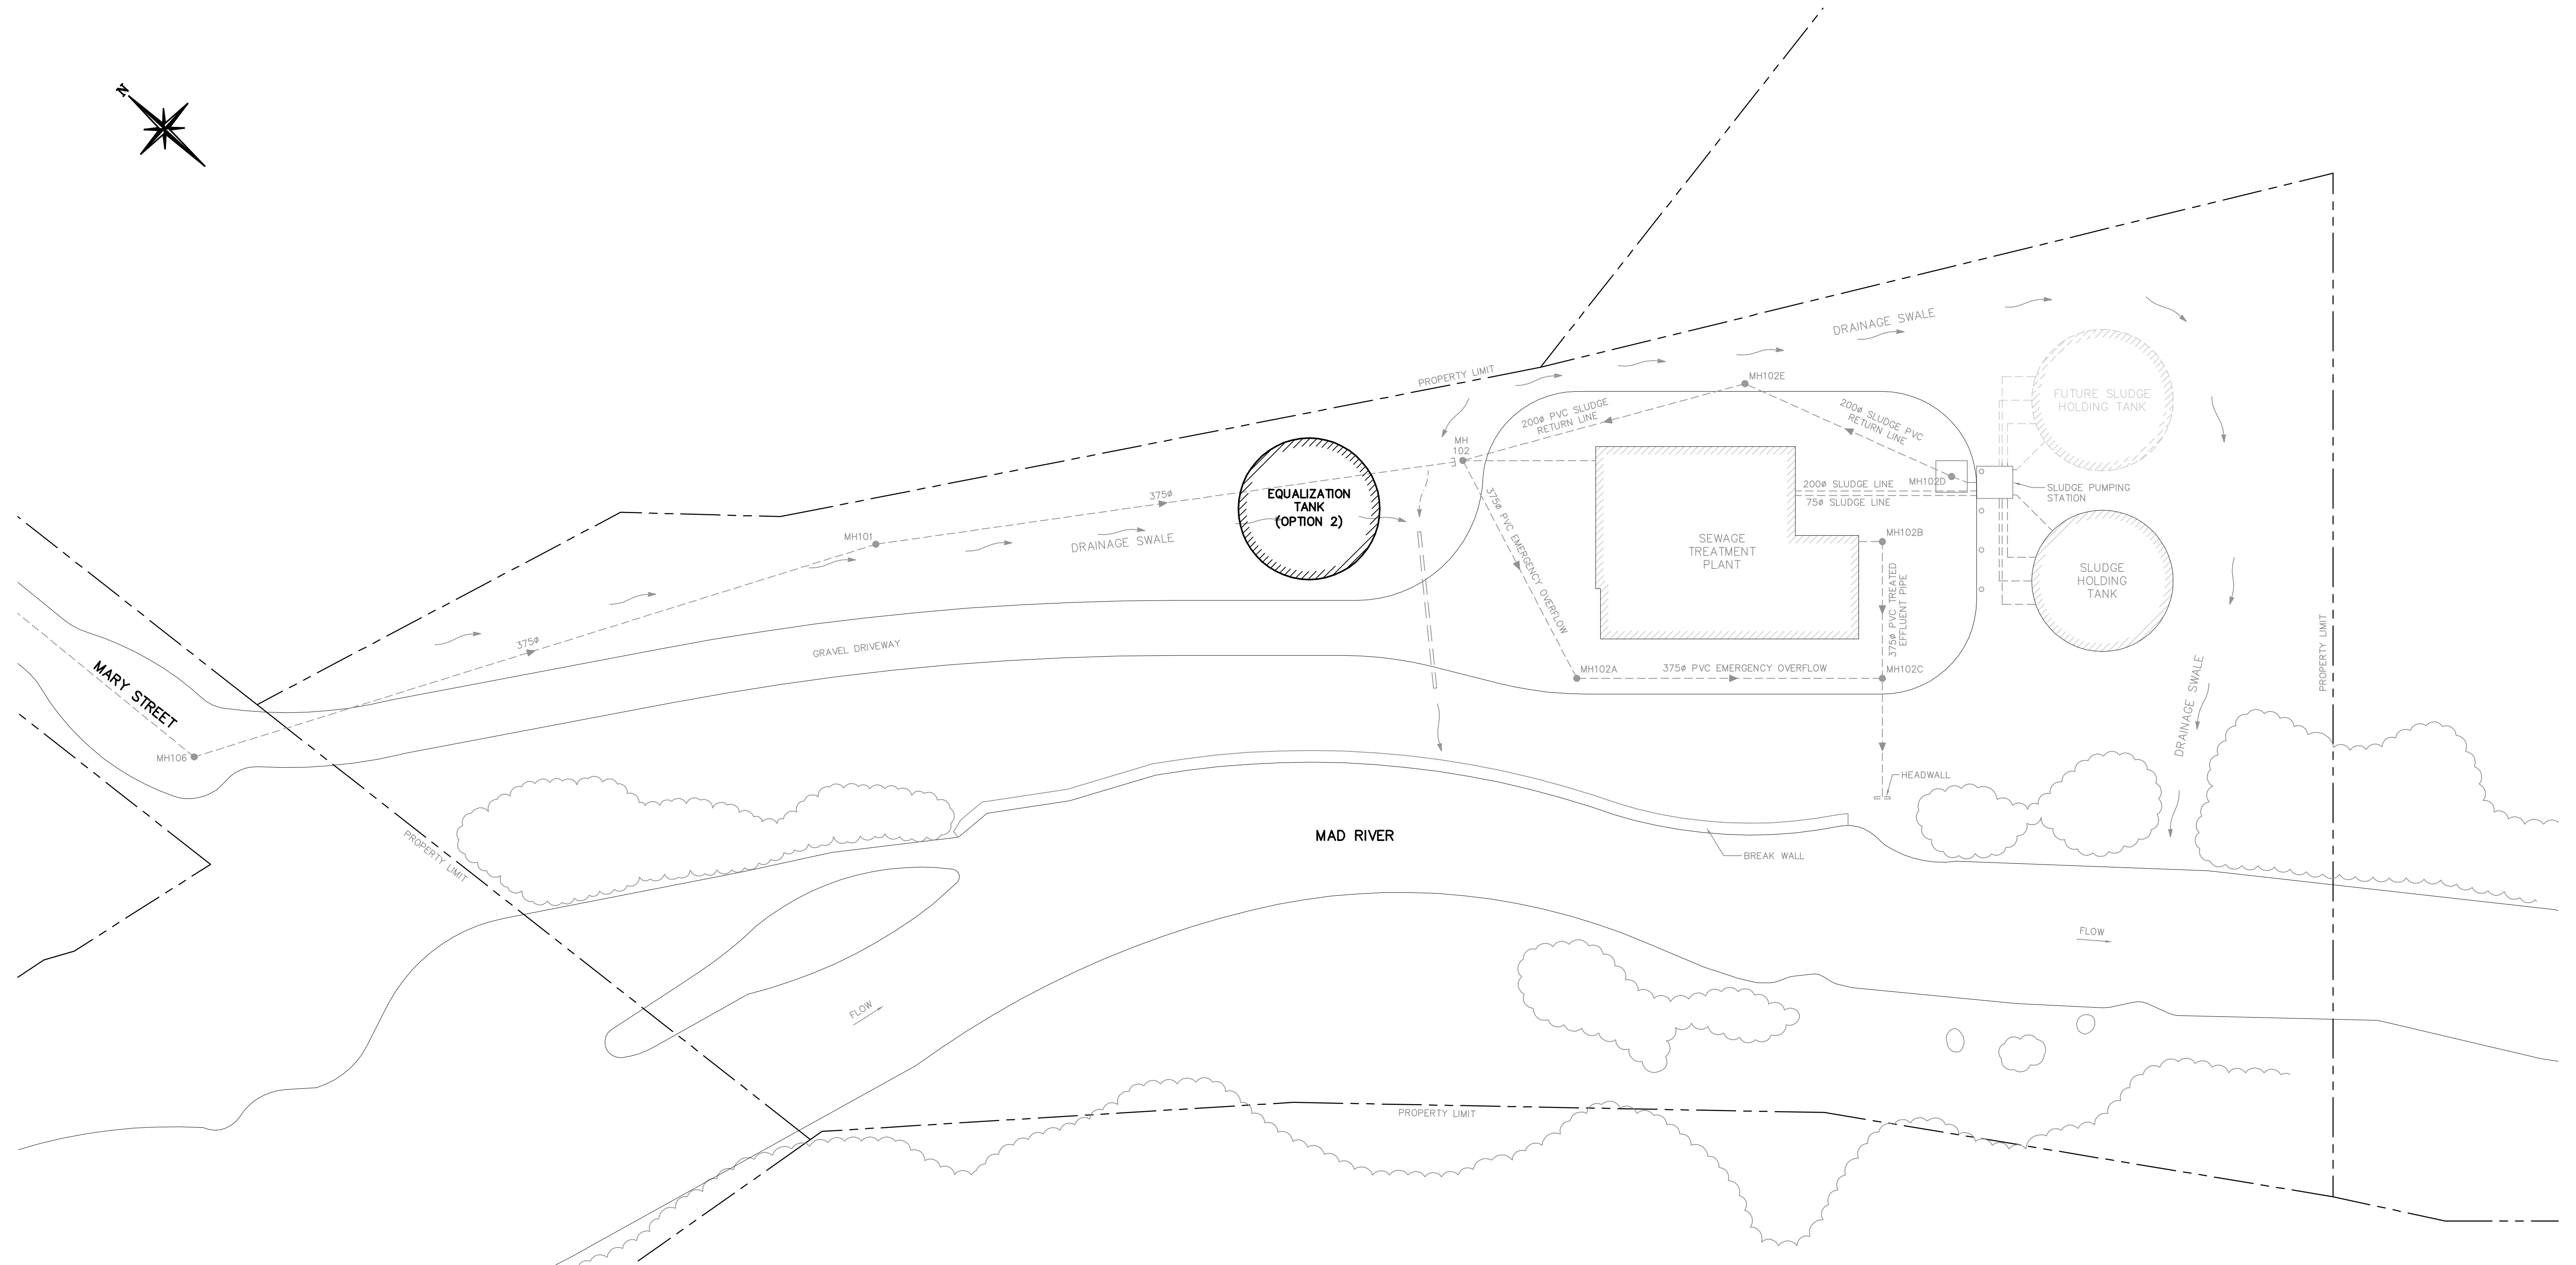 N
DRAINAGE SWALE
PROPERTY LIMIT
MH102E
200ø PVC SLUDGE
RETURN LINE
200ø SLUDGE PVC
RETURN LINE
FUTURE SLUDGE
HOLDING TANK
MH
102
MH102D
200ø SLUDGE LINE
75ø SLUDGE LINE
SLUDGE PUMPING
STATION
EQUALIZATION
TANK
(OPTION 2)
375ø
MH101
DRAINAGE SWALE
375ø PVC EMERGENCY OVERFLOW
SEWAGE
TREATMENT
PLANT
MH102B
375ø PVC TREATED
EFFLUENT PIPE
SLUDGE
HOLDING
TANK
375ø
GRAVEL DRIVEWAY
MARY STREET
MH106
MH102A
375ø PVC EMERGENCY OVERFLOW
MH102C
PROPERTY LIMIT
DRAINAGE SWALE
HEADWALL
MAD RIVER
BREAK WALL
PROPERTY LIMIT
FLOW
FLOW
PROPERTY LIMIT